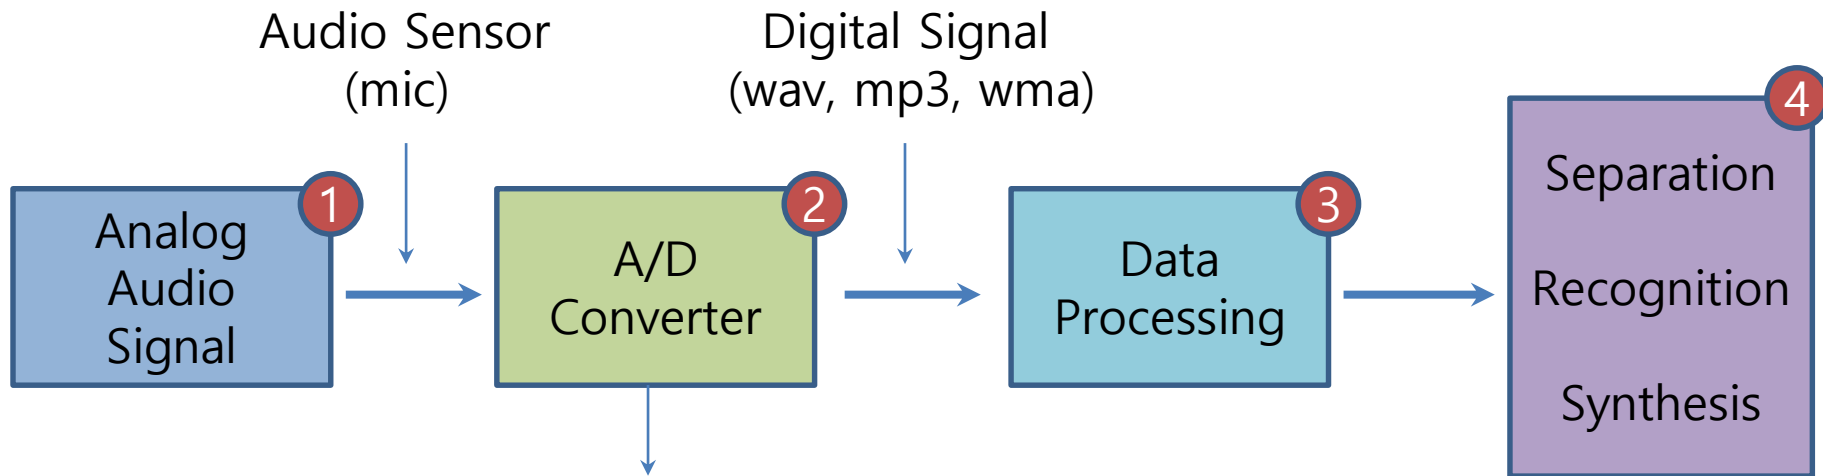 Audio Sensor
(mic)
Digital Signal
(wav, mp3, wma)
1
Analog
Audio
Signal
2
A/D
Converter
3
Data
Processing
4
Separation
Recognition
Synthesis